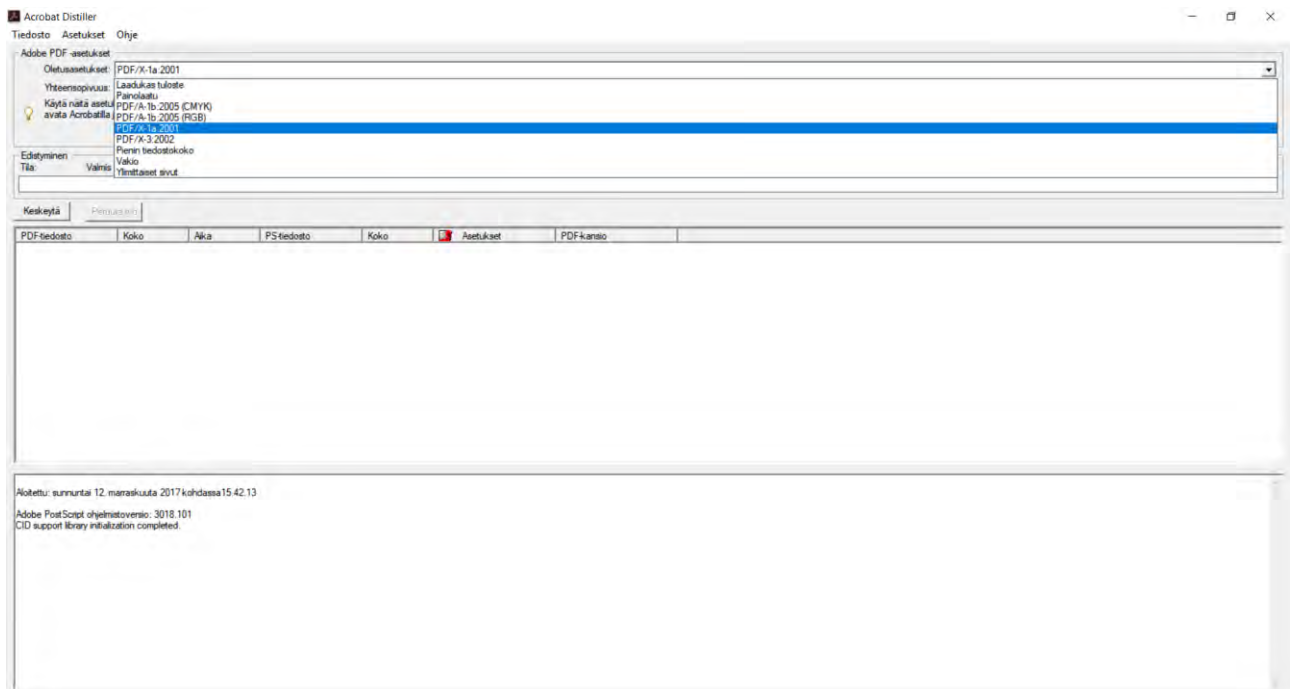 Acrobat Distiller
Tiedosto Asetukset Ohje
Adobe PDF -asetukset
Oletusasetukset: PDF/X-1a:2001
Yhteensopivuus:
Käytä näitä asetu
avata Acrobatilla
Laadukas tuloste
Painolaatu
PDF/A-1b:2005 (CMYK)
PDF/A-1b:2005 (RGB)
PDF/X-1a:2001
PDF/X-3:2002
Pienin tiedostokoko
Vakio
Ylimittaiset sivut
Edistyminen
Tila: Valmis
Keskeytä
PDF-tiedosto Koko Aika PS-tiedosto Koko Asetukset PDF-kansio
Aloitettu: sunnuntai 12. marraskuuta 2017 kohdassa 15.42.13
Adobe PostScript ohjelmistoversio: 3018.101
CID support library initialization completed.